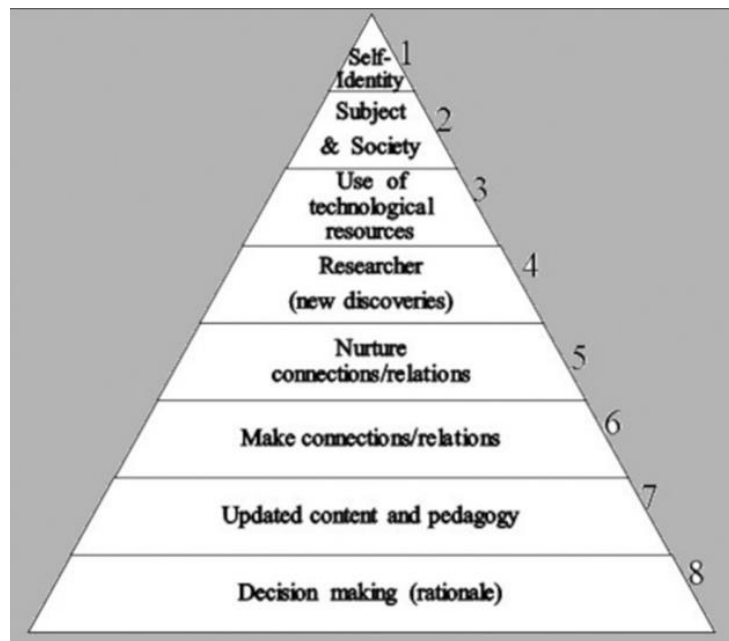 Self-
Identity
1
Subject
& Society
2
Use of
technological
resources
3
Researcher
(new discoveries)
4
Nurture
connections/relations
5
Make connections/relations
6
Updated content and pedagogy
7
Decision making (rationale)
8